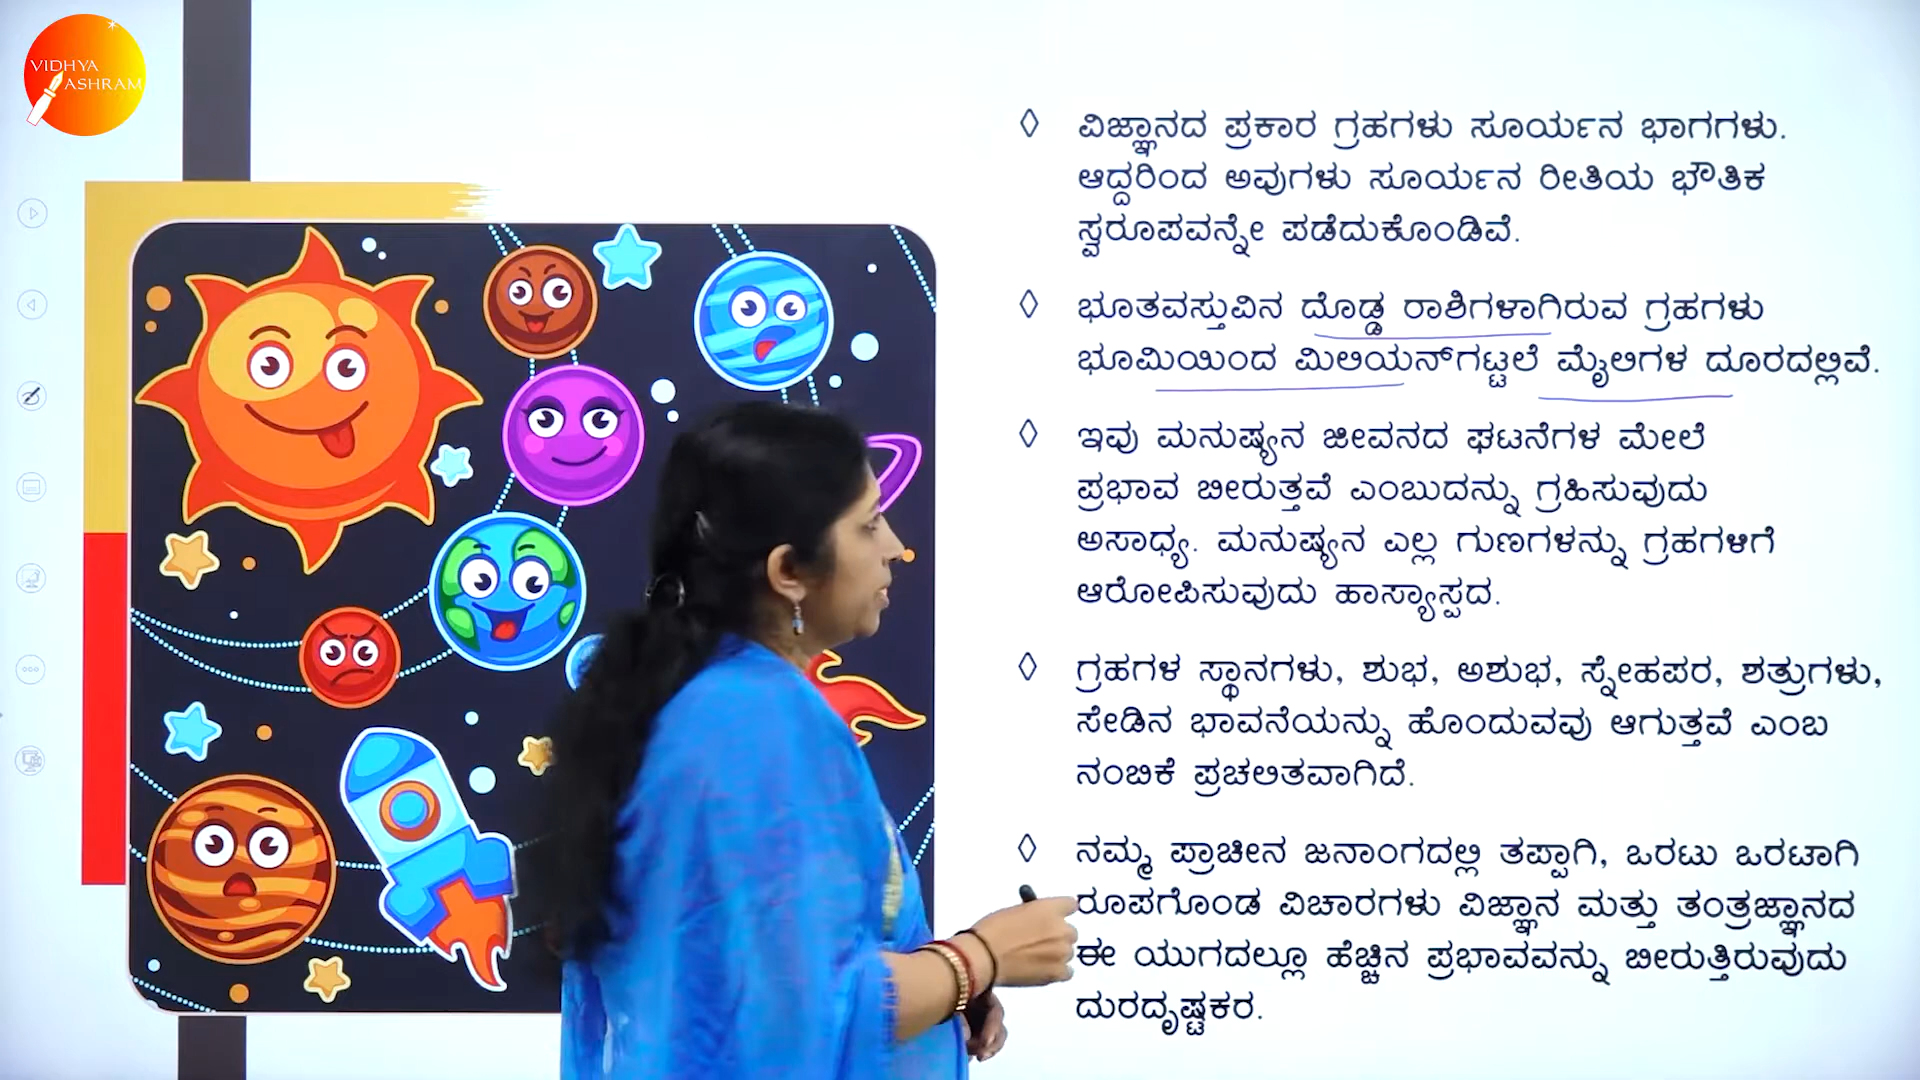 VIDHYA
ASHRAM
◊ ವಿಜ್ಞಾನದ ಪ್ರಕಾರ ಗ್ರಹಗಳು ಸೂರ್ಯನ ಭಾಗಗಳು.
ಆದ್ದರಿಂದ ಅವುಗಳು ಸೂರ್ಯನ ರೀತಿಯ ಭೌತಿಕ
ಸ್ವರೂಪವನ್ನೇ ಪಡೆದುಕೊಂಡಿವೆ.
◊ ಭೂತವಸ್ತುವಿನ ದೊಡ್ಡ ರಾಶಿಗಳಾಗಿರುವ ಗ್ರಹಗಳು
ಭೂಮಿಯಿಂದ ಮಿಲಿಯನ್‌ಗಟ್ಟಲೆ ಮೈಲಿಗಳ ದೂರದಲ್ಲಿವೆ.
◊ ಇವು ಮನುಷ್ಯನ ಜೀವನದ ಘಟನೆಗಳ ಮೇಲೆ
ಪ್ರಭಾವ ಬೀರುತ್ತವೆ ಎಂಬುದನ್ನು ಗ್ರಹಿಸುವುದು
ಅಸಾಧ್ಯ. ಮನುಷ್ಯನ ಎಲ್ಲ ಗುಣಗಳನ್ನು ಗ್ರಹಗಳಿಗೆ
ಆರೋಪಿಸುವುದು ಹಾಸ್ಯಾಸ್ಪದ.
◊ ಗ್ರಹಗಳ ಸ್ಥಾನಗಳು, ಶುಭ, ಅಶುಭ, ಸ್ನೇಹಪರ, ಶತ್ರುಗಳು,
ಸೇಡಿನ ಭಾವನೆಯನ್ನು ಹೊಂದುವವು ಆಗುತ್ತವೆ ಎಂಬ
ನಂಬಿಕೆ ಪ್ರಚಲಿತವಾಗಿದೆ.
◊ ನಮ್ಮ ಪ್ರಾಚೀನ ಜನಾಂಗದಲ್ಲಿ ತಪ್ಪಾಗಿ, ಒರಟು ಒರಟಾಗಿ
ರೂಪಗೊಂಡ ವಿಚಾರಗಳು ವಿಜ್ಞಾನ ಮತ್ತು ತಂತ್ರಜ್ಞಾನದ
ಈ ಯುಗದಲ್ಲೂ ಹೆಚ್ಚಿನ ಪ್ರಭಾವವನ್ನು ಬೀರುತ್ತಿರುವುದು
ದುರದೃಷ್ಟಕರ.